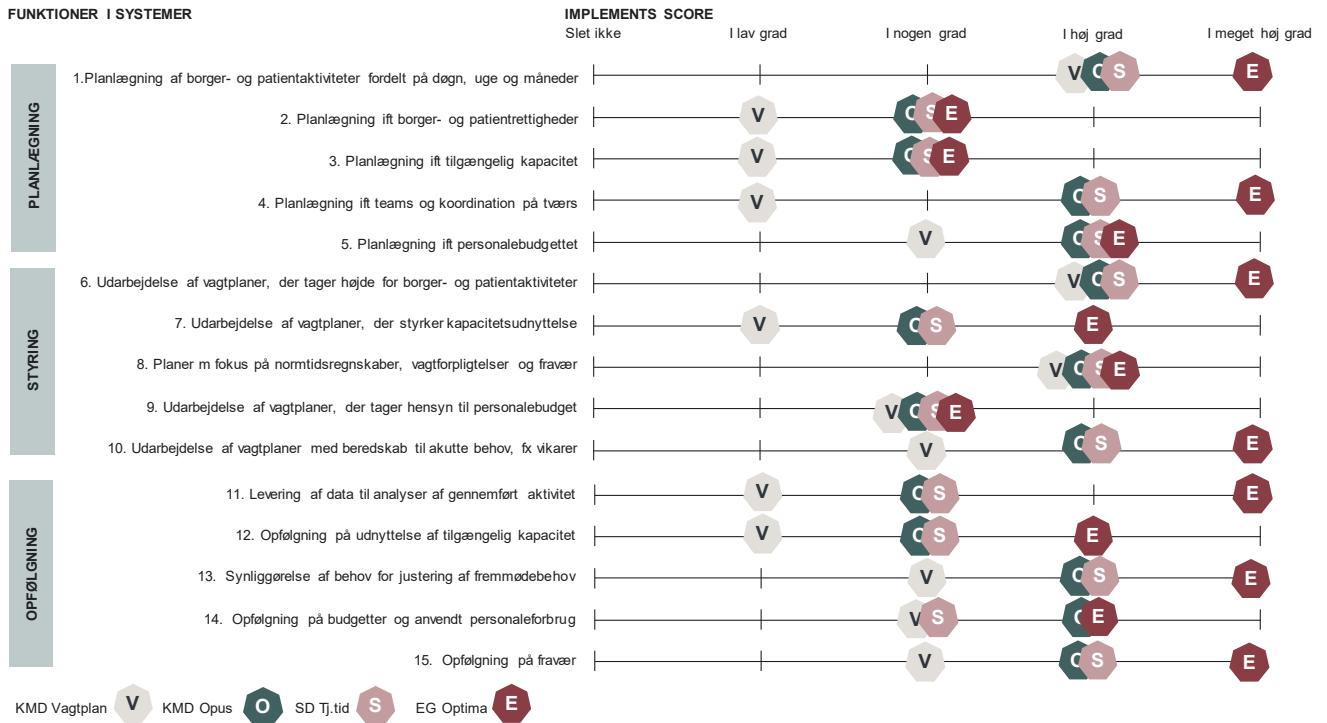 FUNKTIONER I SYSTEMER
IMPLEMENTS SCORE
Slet ikke
I lav grad
I nogen grad
I høj grad
I meget høj grad
PLANLÆGNING
1.Planlægning af borger- og patientaktiviteter fordelt på døgn, uge og måneder
V O S E
2. Planlægning ift borger- og patientrettigheder
V O S E
3. Planlægning ift tilgængelig kapacitet
V O S E
4. Planlægning ift teams og koordination på tværs
V O S E
5. Planlægning ift personalebudgettet
V O S E
STYRING
6. Udarbejdelse af vagtplaner, der tager højde for borger- og patientaktiviteter
V O S E
7. Udarbejdelse af vagtplaner, der styrker kapacitetsudnyttelse
V O S E
8. Planer m fokus på normtidsregnskaber, vagtforpligtelser og fravær
V O S E
9. Udarbejdelse af vagtplaner, der tager hensyn til personalebudget
V O S E
10. Udarbejdelse af vagtplaner med beredskab til akutte behov, fx vikarer
V O S E
OPFØLGNING
11. Levering af data til analyser af gennemført aktivitet
V O S E
12. Opfølgning på udnyttelse af tilgængelig kapacitet
V O S E
13. Synliggørelse af behov for justering af fremmødebehov
V O S E
14. Opfølgning på budgetter og anvendt personaleforbrug
V S O E
15. Opfølgning på fravær
V O S E
KMD Vagtplan V KMD Opus O SD Tj.tid S EG Optima E